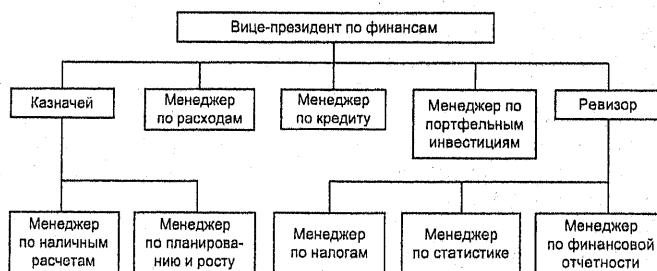 Вице-президент по финансам
Казначей
Менеджер
по расходам
Менеджер
по кредиту
Менеджер по
портфельным
инвестициям
Ревизор
Менеджер
по наличным
расчетам
Менеджер
по планирова-
нию и росту
Менеджер
по налогам
Менеджер
по статистике
Менеджер
по финансовой
отчетности